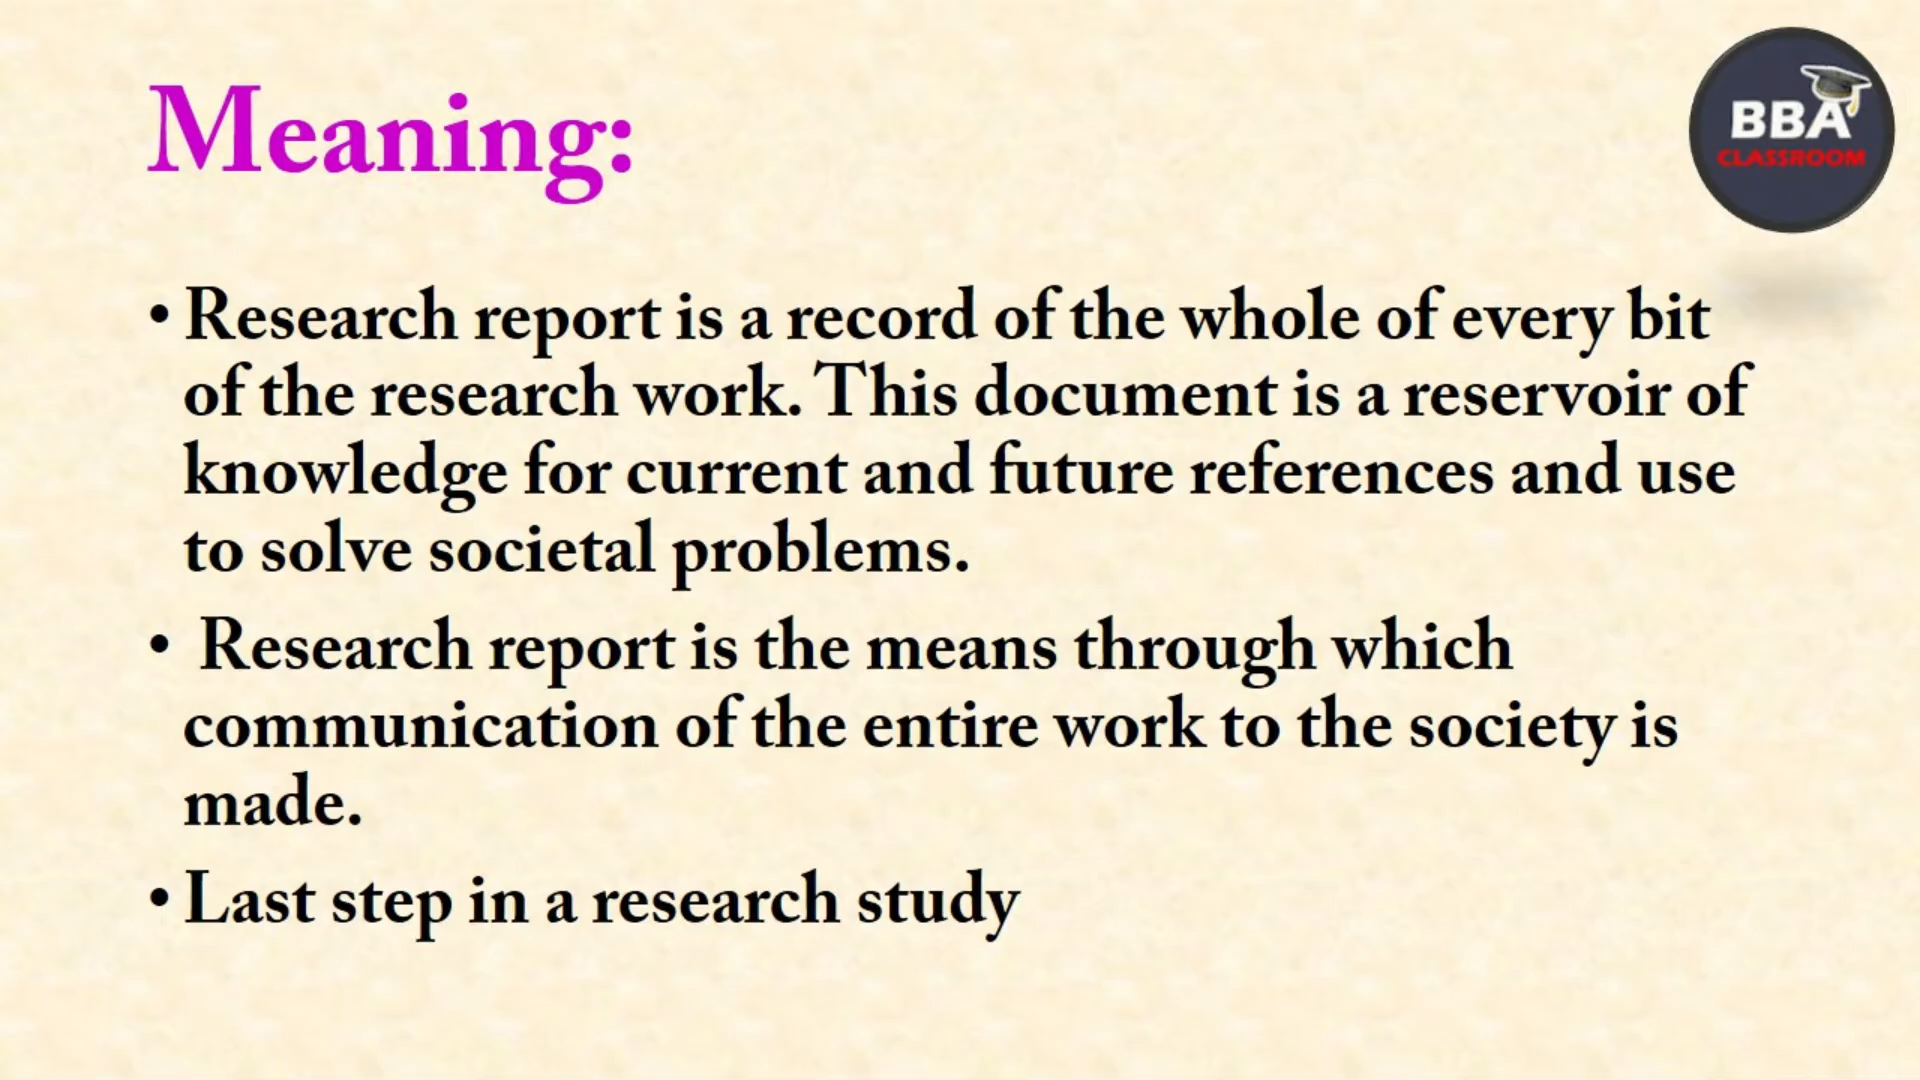 Meaning:
BBA
CLASSROOM
• Research report is a record of the whole of every bit
of the research work. This document is a reservoir of
knowledge for current and future references and use
to solve societal problems.
• Research report is the means through which
communication of the entire work to the society is
made.
• Last step in a research study